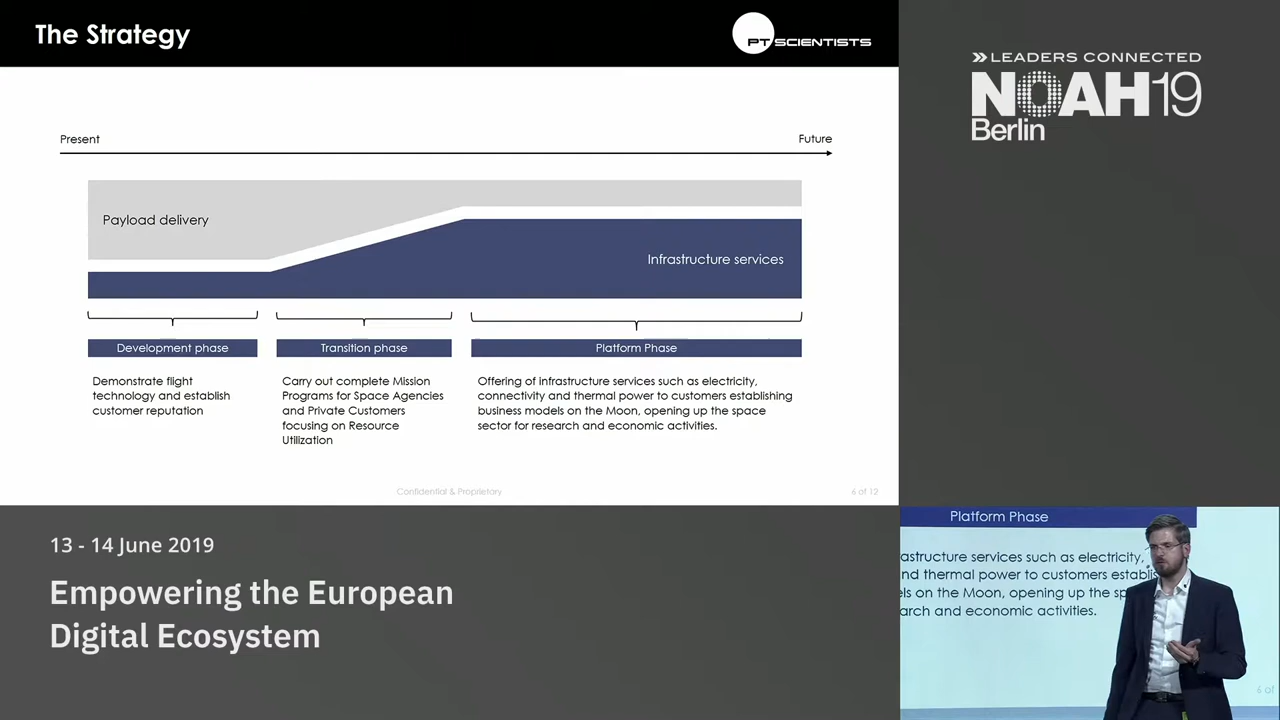 The Strategy
PTSCIENTISTS
LEADERS CONNECTED
NOAH19
Berlin
Present
Future
Payload delivery
Infrastructure services
Development phase
Transition phase
Platform Phase
Demonstrate flight
technology and establish
customer reputation
Carry out complete Mission
Programs for Space Agencies
and Private Customers
focusing on Resource
Utilization
Offering of infrastructure services such as electricity,
connectivity and thermal power to customers establishing
business models on the Moon, opening up the space
sector for research and economic activities.
Confidential & Proprietary
6 of 12
13 - 14 June 2019
Empowering the European
Digital Ecosystem
Platform Phase
astructure services such as electricity,
nd thermal power to customers establis
els on the Moon, opening up the sp
arch and economic activities.
6 of